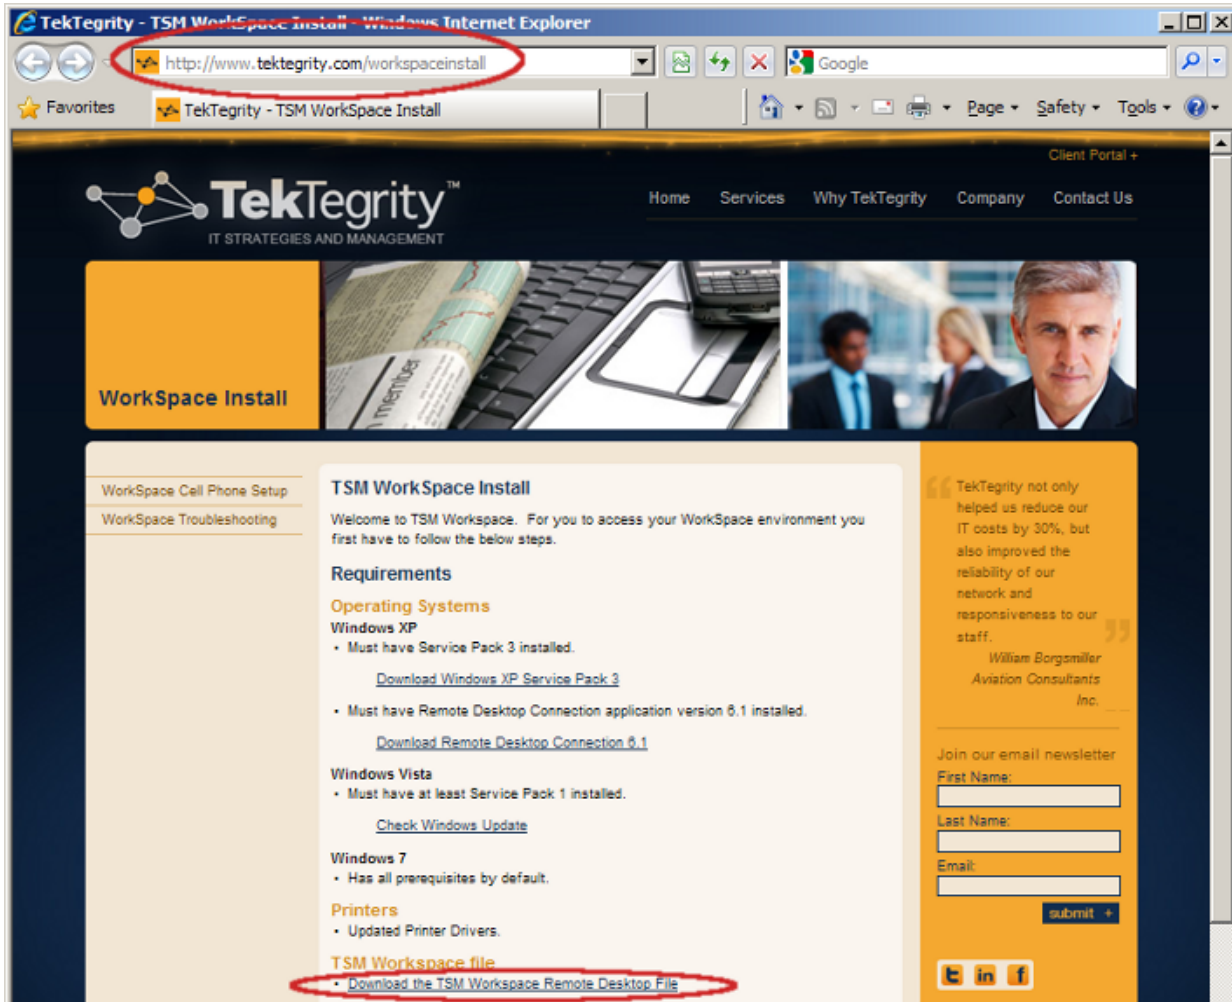 TekTegrity - TSM WorkSpace Install - Windows Internet Explorer
http://www.tektegrity.com/workspaceinstall
Google
Favorites
TekTegrity - TSM WorkSpace Install
Page
Safety
Tools
Client Portal +
TekTegrity™
IT STRATEGIES AND MANAGEMENT
Home
Services
Why TekTegrity
Company
Contact Us
member
WorkSpace Install
WorkSpace Cell Phone Setup
WorkSpace Troubleshooting
TSM WorkSpace Install
Welcome to TSM Workspace. For you to access your WorkSpace environment you
first have to follow the below steps.
Requirements
Operating Systems
Windows XP
• Must have Service Pack 3 installed.
Download Windows XP Service Pack 3
• Must have Remote Desktop Connection application version 6.1 installed.
Download Remote Desktop Connection 6.1
Windows Vista
• Must have at least Service Pack 1 installed.
Check Windows Update
Windows 7
• Has all prerequisites by default.
Printers
• Updated Printer Drivers.
TSM Workspace file
• Download the TSM Workspace Remote Desktop File
“ TekTegrity not only
helped us reduce our
IT costs by 30%, but
also improved the
reliability of our
network and
responsiveness to our
staff. ”
William Borgsmiller
Aviation Consultants
Inc.
Join our email newsletter
First Name:
Last Name:
Email:
submit +
t in f